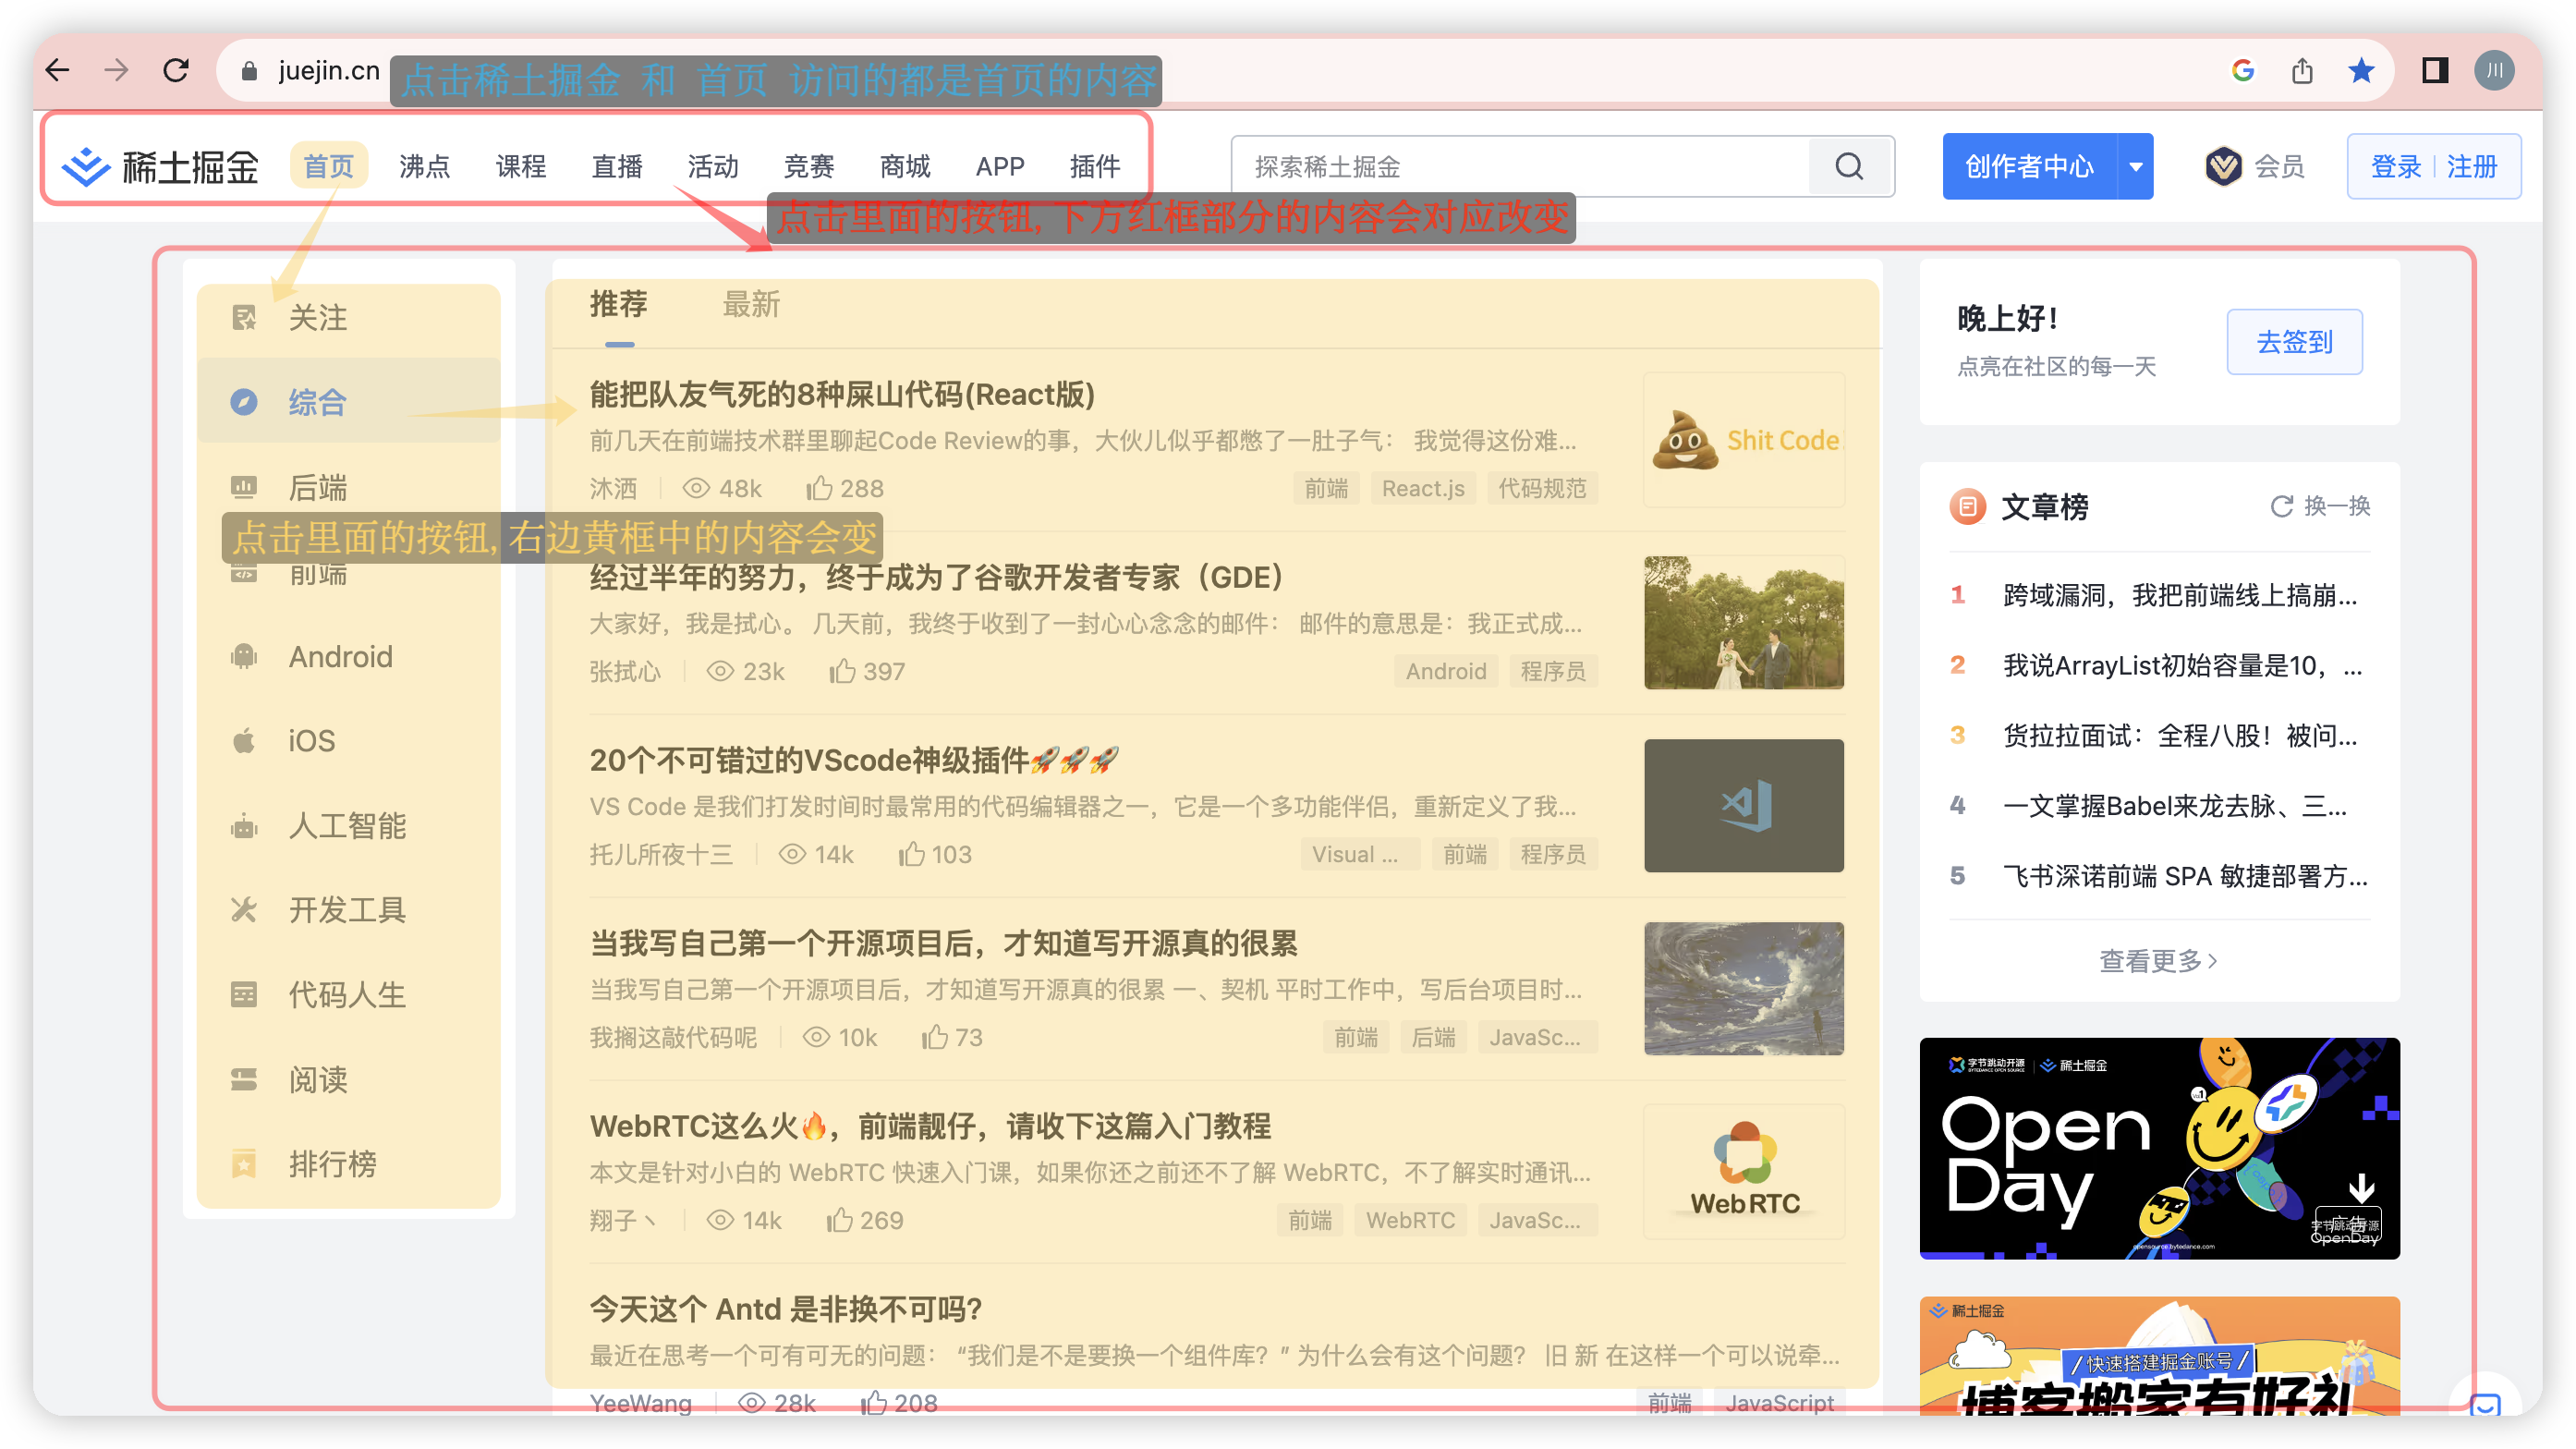 juejin.cn
点击稀土掘金 和 首页 访问的都是首页的内容
川
稀土掘金
首页
沸点
课程
直播
活动
竞赛
商城
APP
插件
探索稀土掘金
创作者中心
会员
登录
注册
点击里面的按钮, 下方红框部分的内容会对应改变
关注
综合
后端
点击里面的按钮, 右边黄框中的内容会变
前端
Android
iOS
人工智能
开发工具
代码人生
阅读
排行榜
推荐
最新
能把队友气死的8种屎山代码(React版)
前几天在前端技术群里聊起Code Review的事，大伙儿似乎都憋了一肚子气： 我觉得这份难...
沐洒 48k 288
前端 React.js 代码规范
Shit Code
经过半年的努力，终于成为了谷歌开发者专家（GDE）
大家好，我是拭心。 几天前，我终于收到了一封心心念念的邮件： 邮件的意思是：我正式成...
张拭心 23k 397
Android 程序员
20个不可错过的VScode神级插件🚀🚀🚀
VS Code 是我们打发时间时最常用的代码编辑器之一，它是一个多功能伴侣，重新定义了我...
托儿所夜十三 14k 103
Visual ... 前端 程序员
当我写自己第一个开源项目后，才知道写开源真的很累
当我写自己第一个开源项目后，才知道写开源真的很累 一、契机 平时工作中，写后台项目时...
我搁这敲代码呢 10k 73
前端 后端 JavaSc...
WebRTC这么火🔥，前端靓仔，请收下这篇入门教程
本文是针对小白的 WebRTC 快速入门课，如果你还之前还不了解 WebRTC，不了解实时通讯...
翔子丶 14k 269
前端 WebRTC JavaSc...
WebRTC
今天这个 Antd 是非换不可吗?
最近在思考一个可有可无的问题： “我们是不是要换一个组件库？” 为什么会有这个问题？ 旧 新 在这样一个可以说牵...
YeeWang 28k 208
前端 JavaScript
晚上好！
点亮在社区的每一天
去签到
文章榜
换一换
1 跨域漏洞，我把前端线上搞崩...
2 我说ArrayList初始容量是10，...
3 货拉拉面试：全程八股！被问...
4 一文掌握Babel来龙去脉、三...
5 飞书深诺前端 SPA 敏捷部署方...
查看更多
字节跳动开源
BYTEDANCE OPEN SOURCE
稀土掘金
Open
Day
广告
字节跳动开源
OpenDay
opensource.bytedance.com
稀土掘金
/快速搭建掘金账号/
博客搬家有好礼